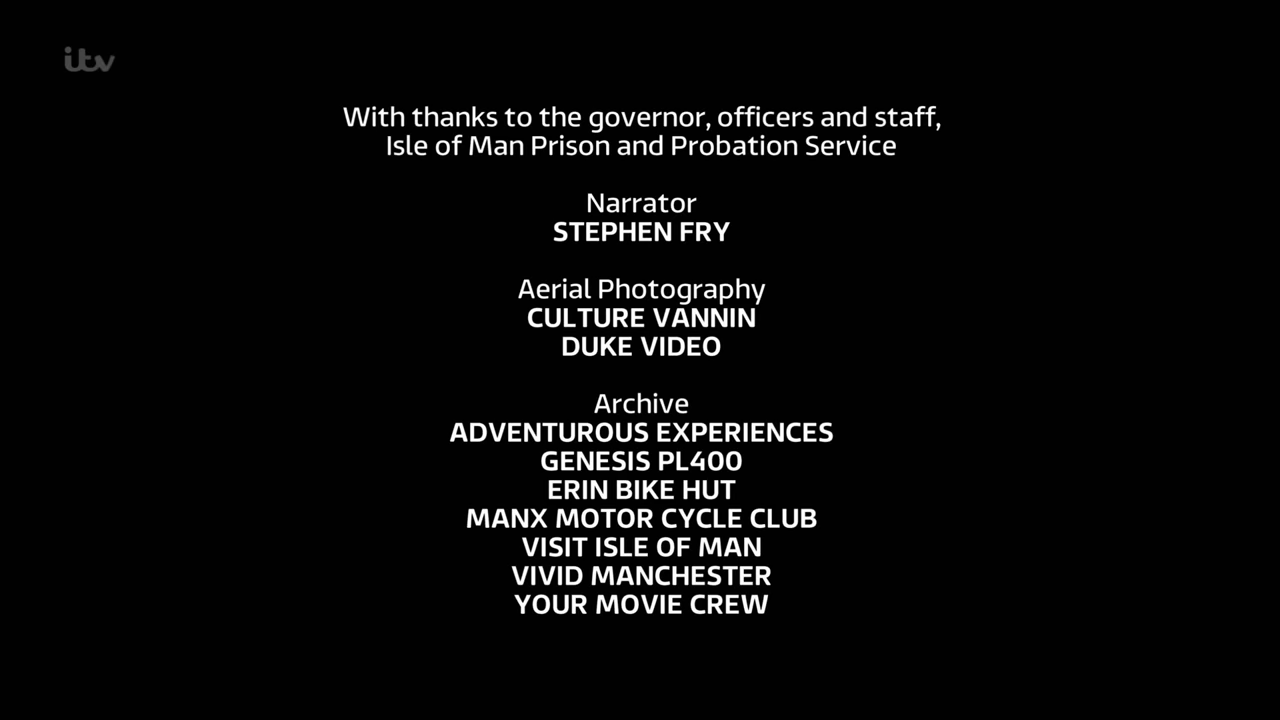 itv
With thanks to the governor, officers and staff,
Isle of Man Prison and Probation Service
Narrator
STEPHEN FRY
Aerial Photography
CULTURE VANNIN
DUKE VIDEO
Archive
ADVENTUROUS EXPERIENCES
GENESIS PL400
ERIN BIKE HUT
MANX MOTOR CYCLE CLUB
VISIT ISLE OF MAN
VIVID MANCHESTER
YOUR MOVIE CREW